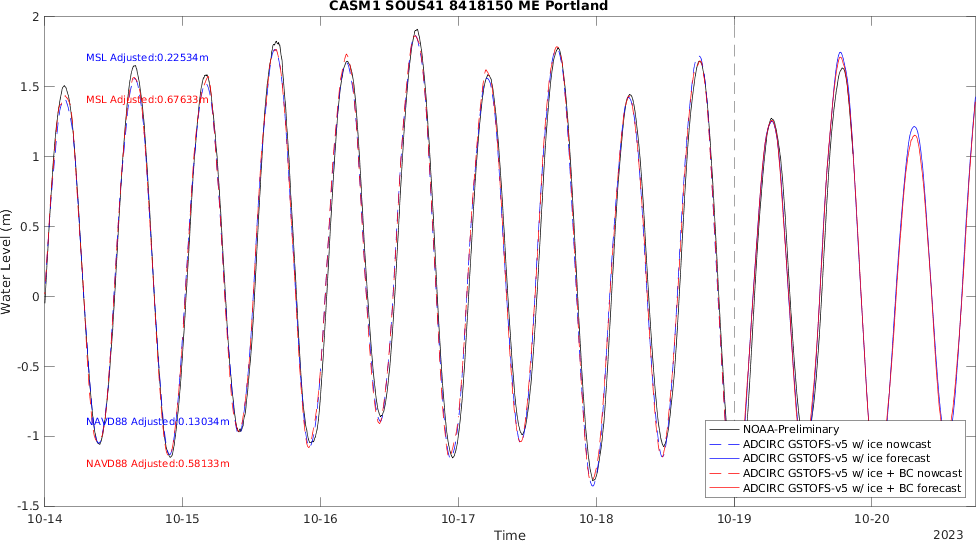 CASM1 SOUS41 8418150 ME Portland
2
MSL Adjusted:0.22534m
1.5
MSL Adjusted:0.67633m
1
0.5
Water Level (m)
0
-0.5
NAVD88 Adjusted:0.13034m
-1
NAVD88 Adjusted:0.58133m
-1.5
NOAA-Preliminary
ADCIRC GSTOFS-v5 w/ ice nowcast
ADCIRC GSTOFS-v5 w/ ice forecast
ADCIRC GSTOFS-v5 w/ ice + BC nowcast
ADCIRC GSTOFS-v5 w/ ice + BC forecast
10-14 10-15 10-16 10-17 10-18 10-19 10-20
Time
2023